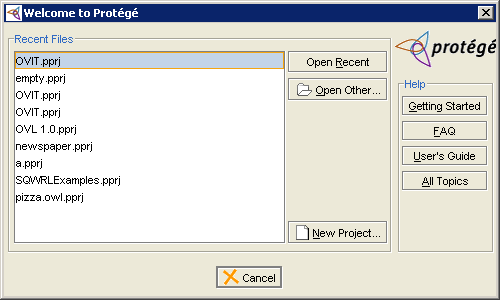 Welcome to Protégé
Recent Files
OVIT.pprj
empty.pprj
OVIT.pprj
OVIT.pprj
OVL 1.0.pprj
newspaper.pprj
a.pprj
SQWRLExamples.pprj
pizza.owl.pprj
Open Recent
Open Other...
New Project...
protégé
Help
Getting Started
FAQ
User's Guide
All Topics
Cancel